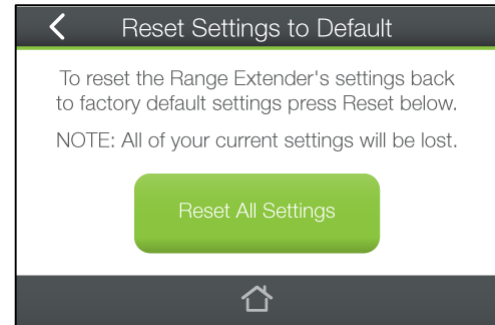 Reset Settings to Default
To reset the Range Extender's settings back
to factory default settings press Reset below.
NOTE: All of your current settings will be lost.
Reset All Settings